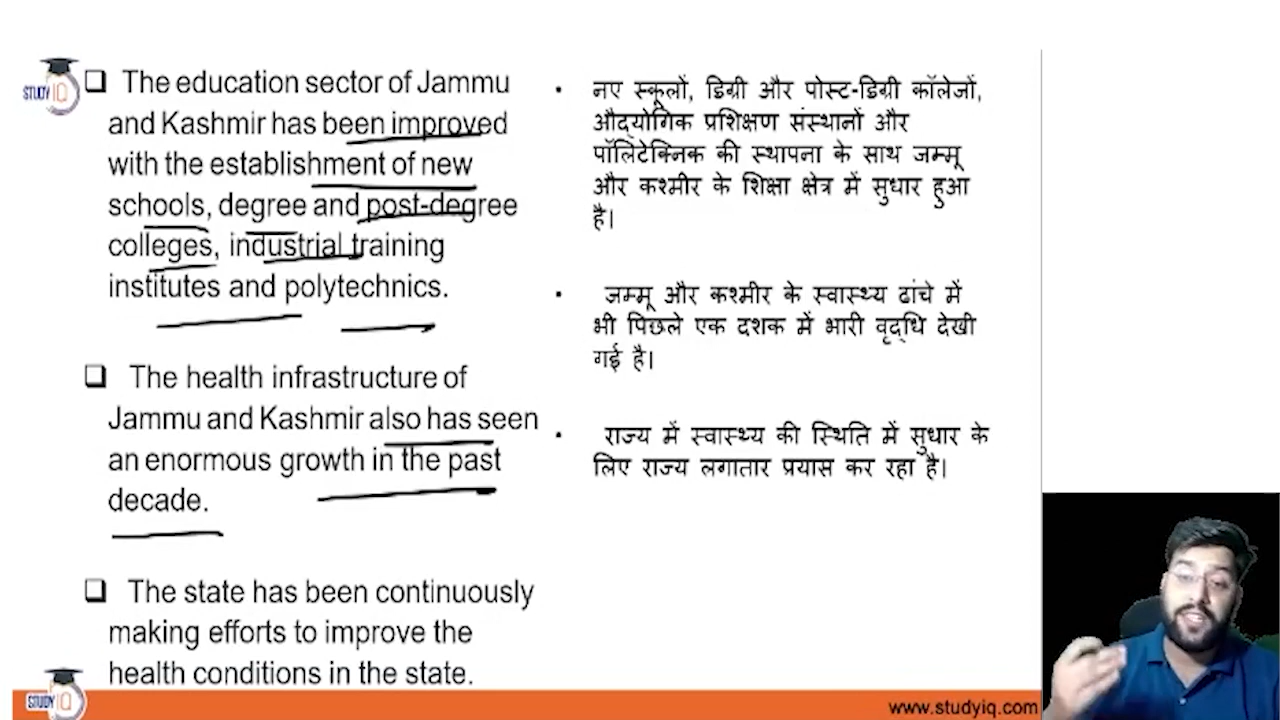 STUDY IQ
❑ The education sector of Jammu
and Kashmir has been improved
with the establishment of new
schools, degree and post-degree
colleges, industrial training
institutes and polytechnics.
❑ The health infrastructure of
Jammu and Kashmir also has seen
an enormous growth in the past
decade.
❑ The state has been continuously
making efforts to improve the
health conditions in the state.
• नए स्कूलों, डिग्री और पोस्ट-डिग्री कॉलेजों,
औद्योगिक प्रशिक्षण संस्थानों और
पॉलिटेक्निक की स्थापना के साथ जम्मू
और कश्मीर के शिक्षा क्षेत्र में सुधार हुआ
है।
• जम्मू और कश्मीर के स्वास्थ्य ढांचे में
भी पिछले एक दशक में भारी वृद्धि देखी
गई है।
• राज्य में स्वास्थ्य की स्थिति में सुधार के
लिए राज्य लगातार प्रयास कर रहा है।
STUDY IQ
www.studyiq.com